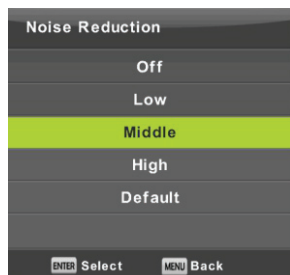 Noise Reduction
Off
Low
Middle
High
Default
ENTER Select MENU Back